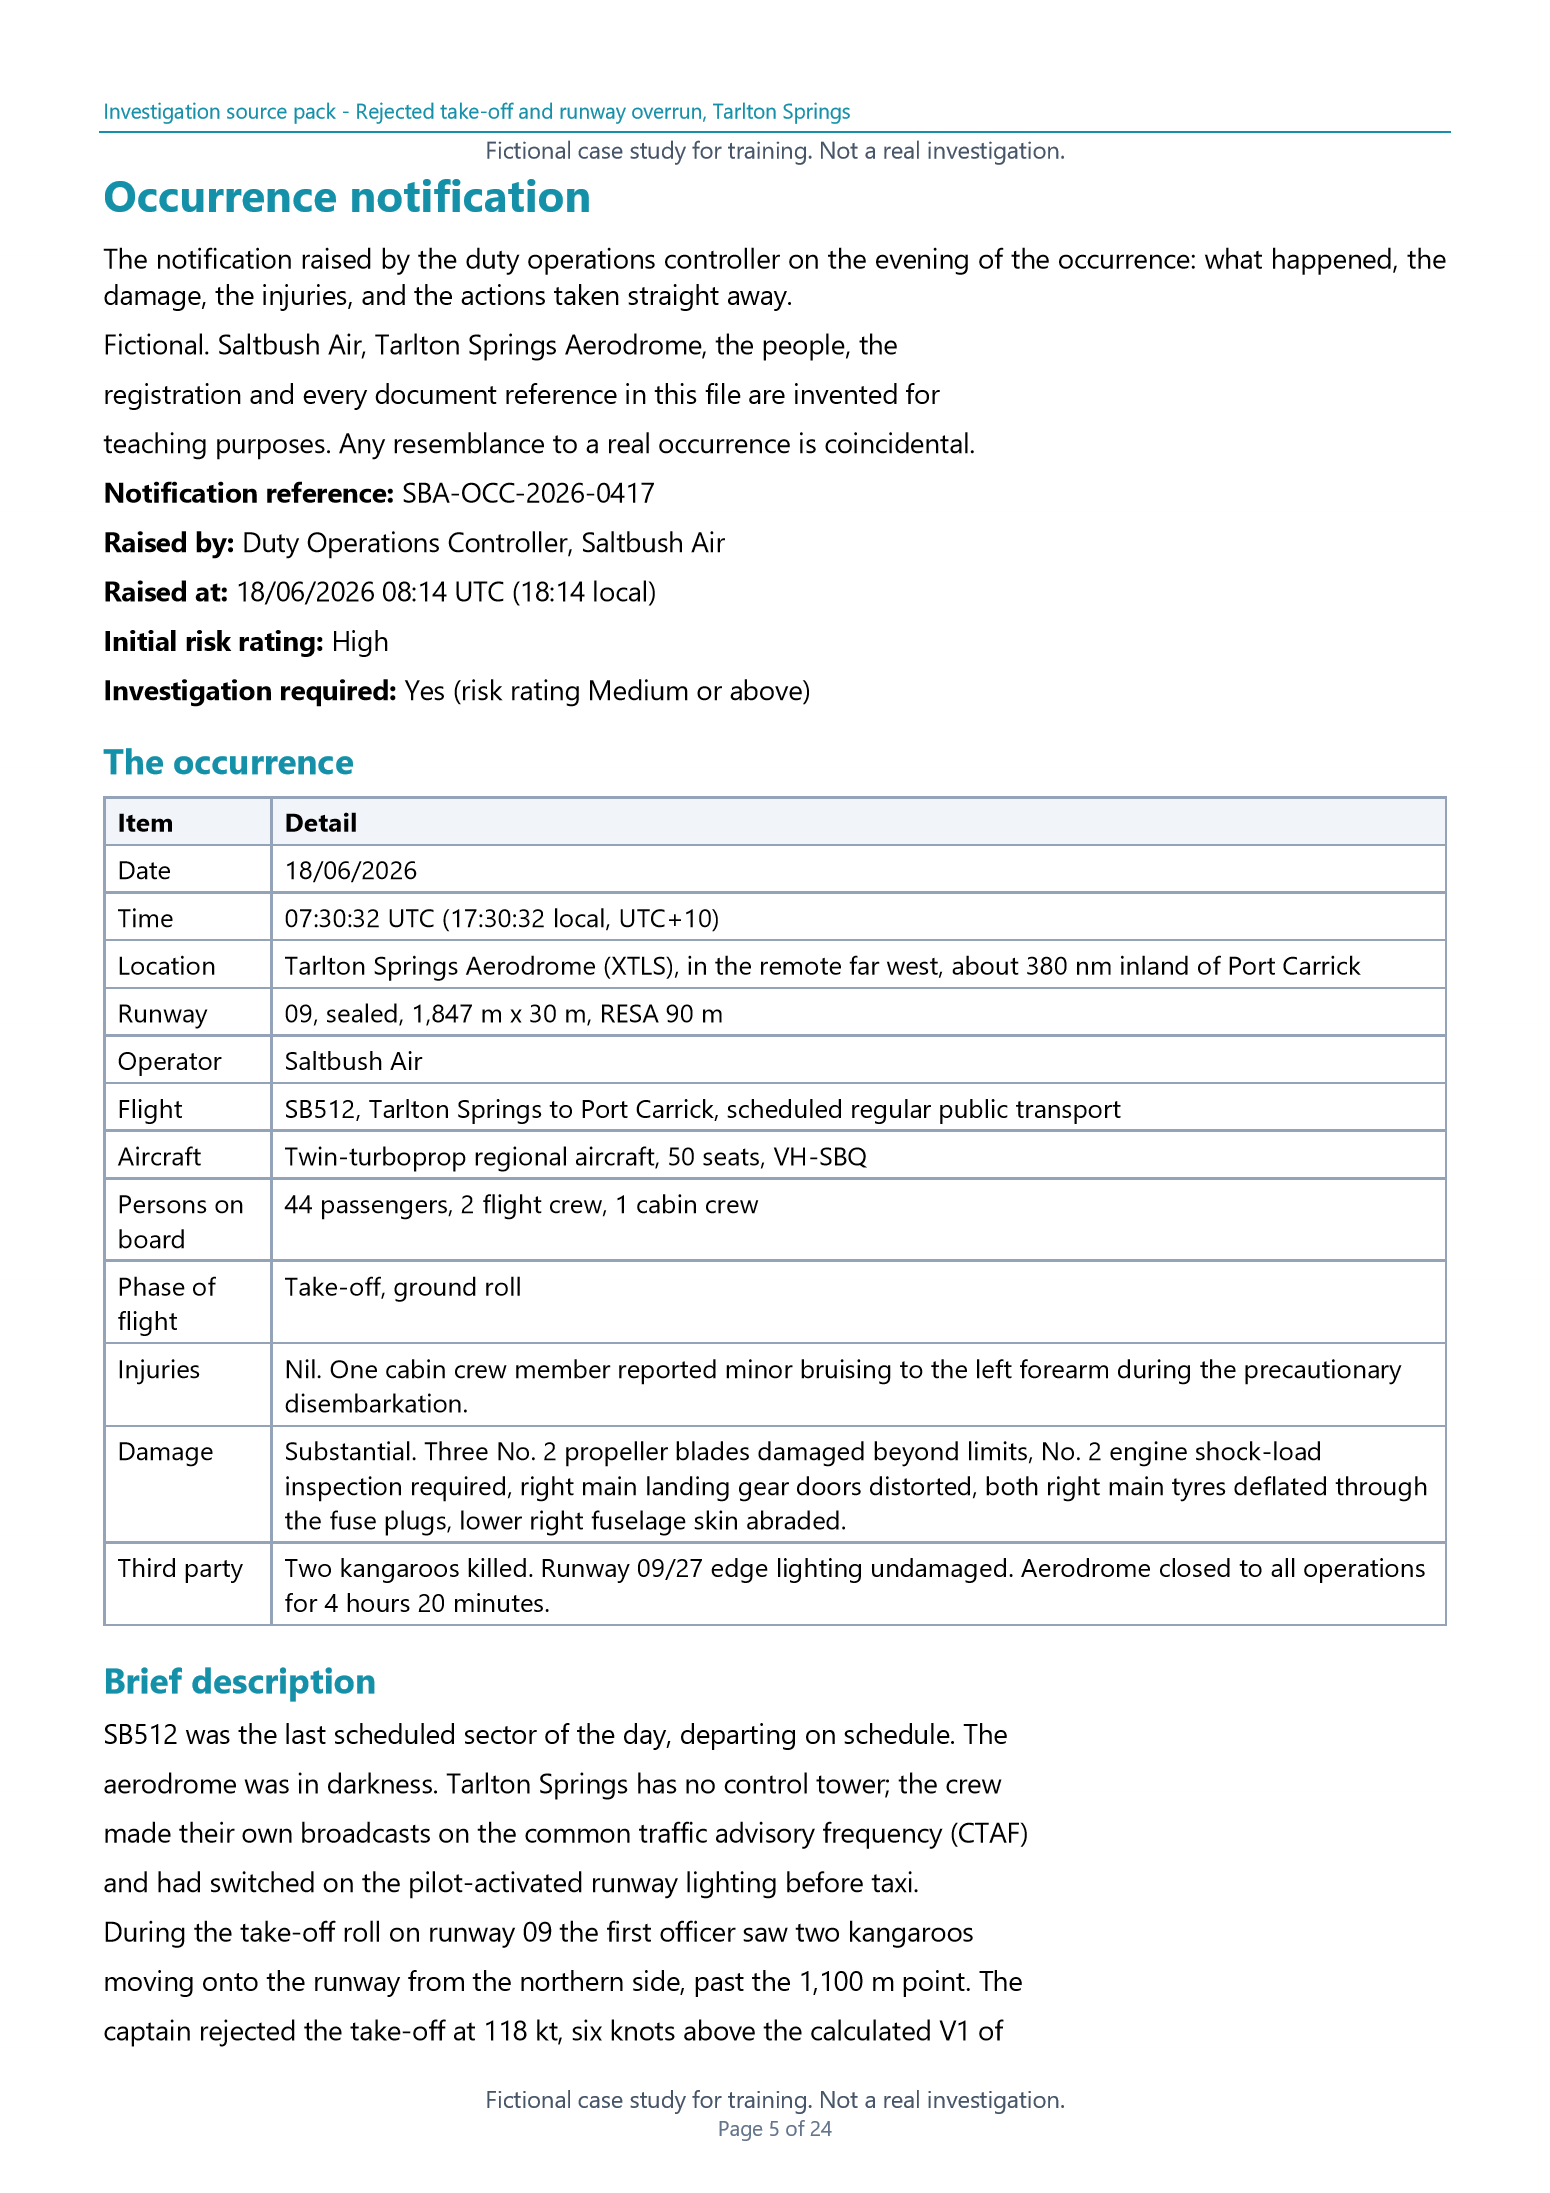 Investigation source pack - Rejected take-off and runway overrun, Tarlton Springs
Fictional case study for training. Not a real investigation.
Occurrence notification
The notification raised by the duty operations controller on the evening of the occurrence: what happened, the
damage, the injuries, and the actions taken straight away.
Fictional. Saltbush Air, Tarlton Springs Aerodrome, the people, the
registration and every document reference in this file are invented for
teaching purposes. Any resemblance to a real occurrence is coincidental.
Notification reference: SBA-OCC-2026-0417
Raised by: Duty Operations Controller, Saltbush Air
Raised at: 18/06/2026 08:14 UTC (18:14 local)
Initial risk rating: High
Investigation required: Yes (risk rating Medium or above)
The occurrence
Item Detail
Date 18/06/2026
Time 07:30:32 UTC (17:30:32 local, UTC+10)
Location Tarlton Springs Aerodrome (XTLS), in the remote far west, about 380 nm inland of Port Carrick
Runway 09, sealed, 1,847 m x 30 m, RESA 90 m
Operator Saltbush Air
Flight SB512, Tarlton Springs to Port Carrick, scheduled regular public transport
Aircraft Twin-turboprop regional aircraft, 50 seats, VH-SBQ
Persons on 44 passengers, 2 flight crew, 1 cabin crew
board
Phase of Take-off, ground roll
flight
Injuries Nil. One cabin crew member reported minor bruising to the left forearm during the precautionary
disembarkation.
Damage Substantial. Three No. 2 propeller blades damaged beyond limits, No. 2 engine shock-load
inspection required, right main landing gear doors distorted, both right main tyres deflated through
the fuse plugs, lower right fuselage skin abraded.
Third party Two kangaroos killed. Runway 09/27 edge lighting undamaged. Aerodrome closed to all operations
for 4 hours 20 minutes.
Brief description
SB512 was the last scheduled sector of the day, departing on schedule. The
aerodrome was in darkness. Tarlton Springs has no control tower; the crew
made their own broadcasts on the common traffic advisory frequency (CTAF)
and had switched on the pilot-activated runway lighting before taxi.
During the take-off roll on runway 09 the first officer saw two kangaroos
moving onto the runway from the northern side, past the 1,100 m point. The
captain rejected the take-off at 118 kt, six knots above the calculated V1 of
Fictional case study for training. Not a real investigation.
Page 5 of 24